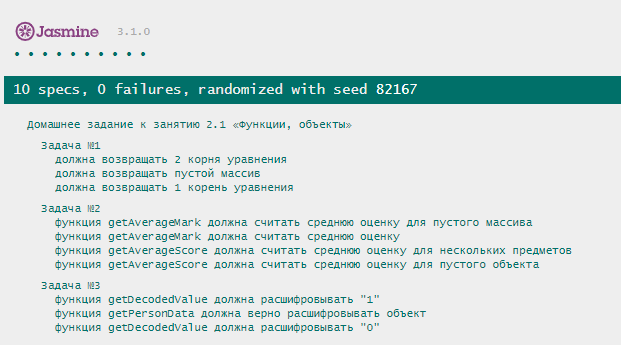 Jasmine 3.1.0
• • • • • • • • • •
10 specs, 0 failures, randomized with seed 82167
Домашнее задание к занятию 2.1 «Функции, объекты»
Задача №1
должна возвращать 2 корня уравнения
должна возвращать пустой массив
должна возвращать 1 корень уравнения
Задача №2
функция getAverageMark должна считать среднюю оценку для пустого массива
функция getAverageMark должна считать среднюю оценку
функция getAverageScore должна считать среднюю оценку для нескольких предметов
функция getAverageScore должна считать среднюю оценку для пустого объекта
Задача №3
функция getDecodedValue должна расшифровывать "1"
функция getPersonData должна верно расшифровывать объект
функция getDecodedValue должна расшифровывать "0"